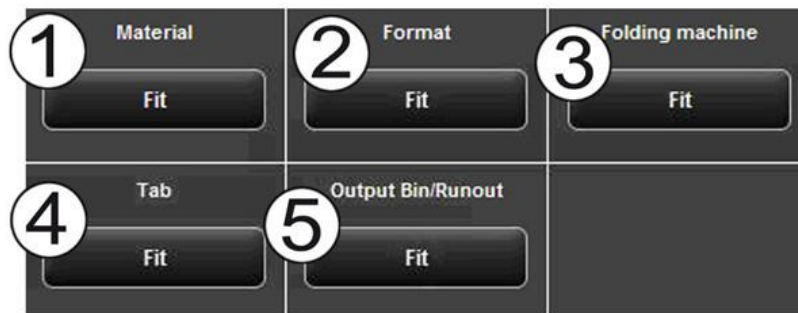 1 Material
Fit
2 Format
Fit
3 Folding machine
Fit
4 Tab
Fit
5 Output Bin/Runout
Fit